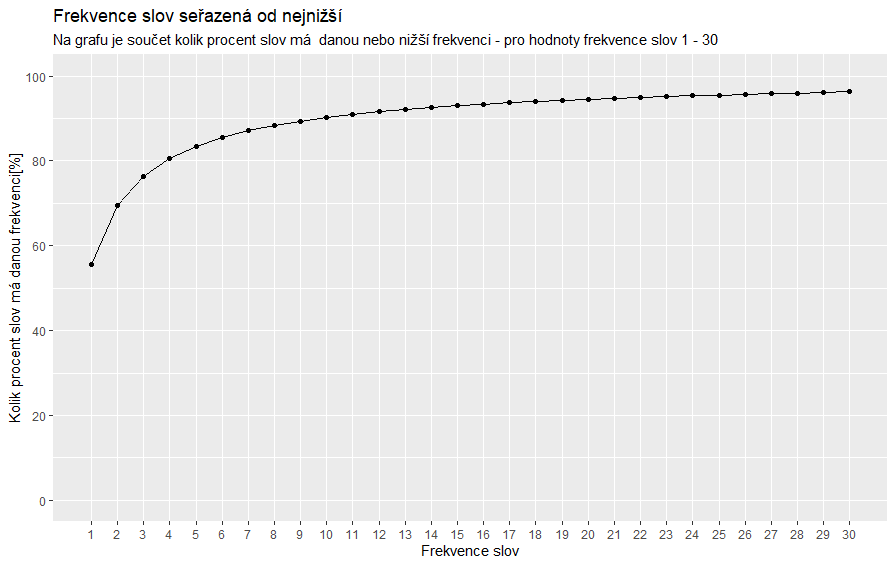 Frekvence slov seřazená od nejnižší
Na grafu je součet kolik procent slov má  danou nebo nižší frekvenci - pro hodnoty frekvence slov 1 - 30
Kolik procent slov má danou frekvenci[%]
100
80
60
40
20
0
1 2 3 4 5 6 7 8 9 10 11 12 13 14 15 16 17 18 19 20 21 22 23 24 25 26 27 28 29 30
Frekvence slov